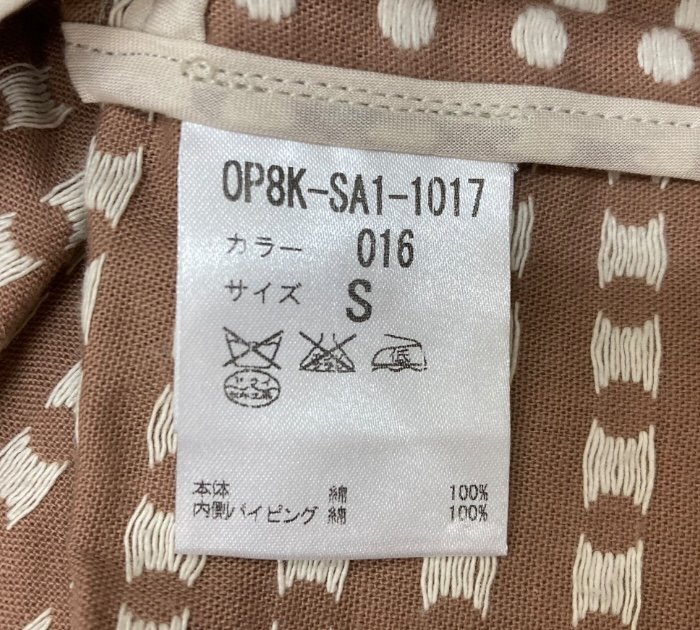 OP8K-SA1-1017
カラー 016
サイズ S
低
本体 綿 100%
内側パイピング 綿 100%